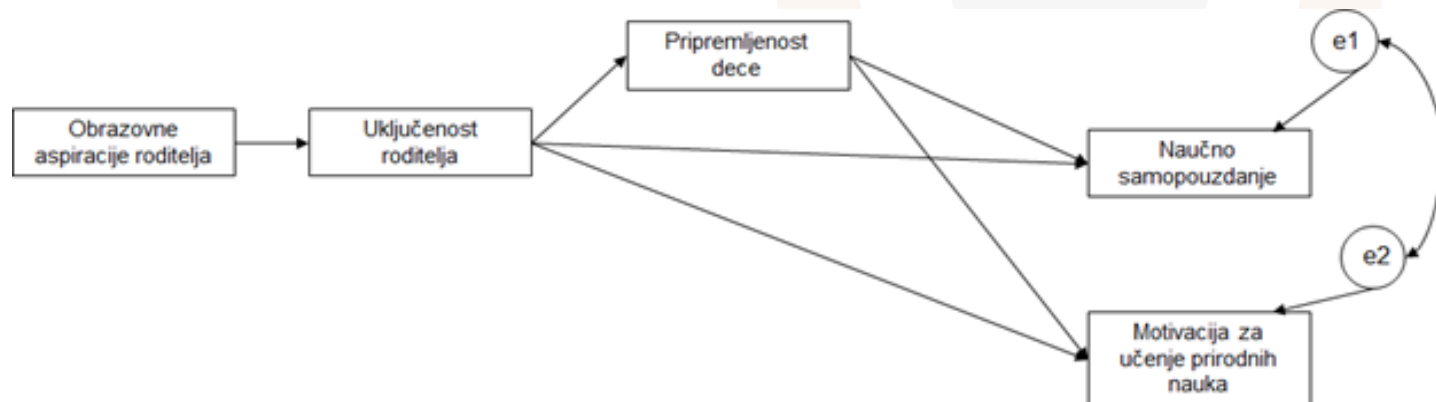 Pripremljenost
dece
e1
Obrazovne
aspiracije roditelja
Uključenost
roditelja
Naučno
samopouzdanje
e2
Motivacija za
učenje prirodnih
nauka